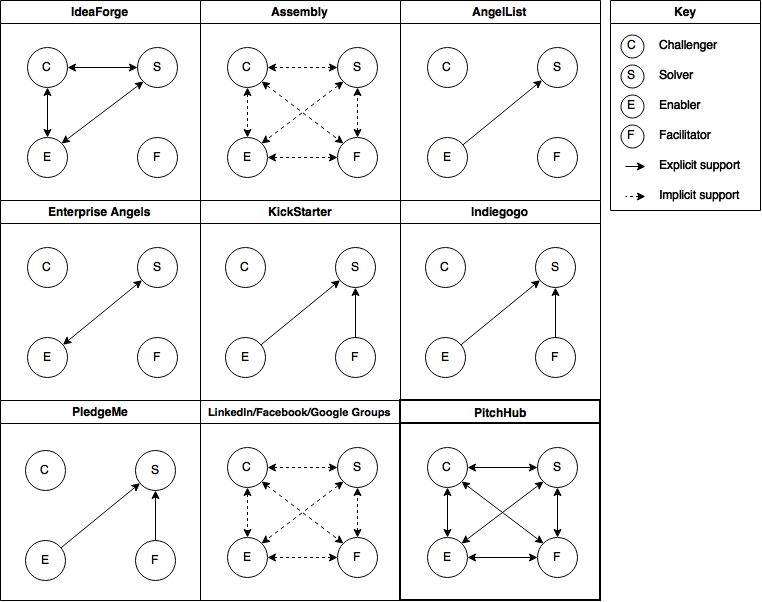 IdeaForge
Assembly
AngelList
Key
C
S
E
F
C
S
E
F
C
S
E
F
C Challenger
S Solver
E Enabler
F Facilitator
Explicit support
Implicit support
Enterprise Angels
KickStarter
Indiegogo
C
S
E
F
C
S
E
F
C
S
E
F
PledgeMe
LinkedIn/Facebook/Google Groups
PitchHub
C
S
E
F
C
S
E
F
C
S
E
F